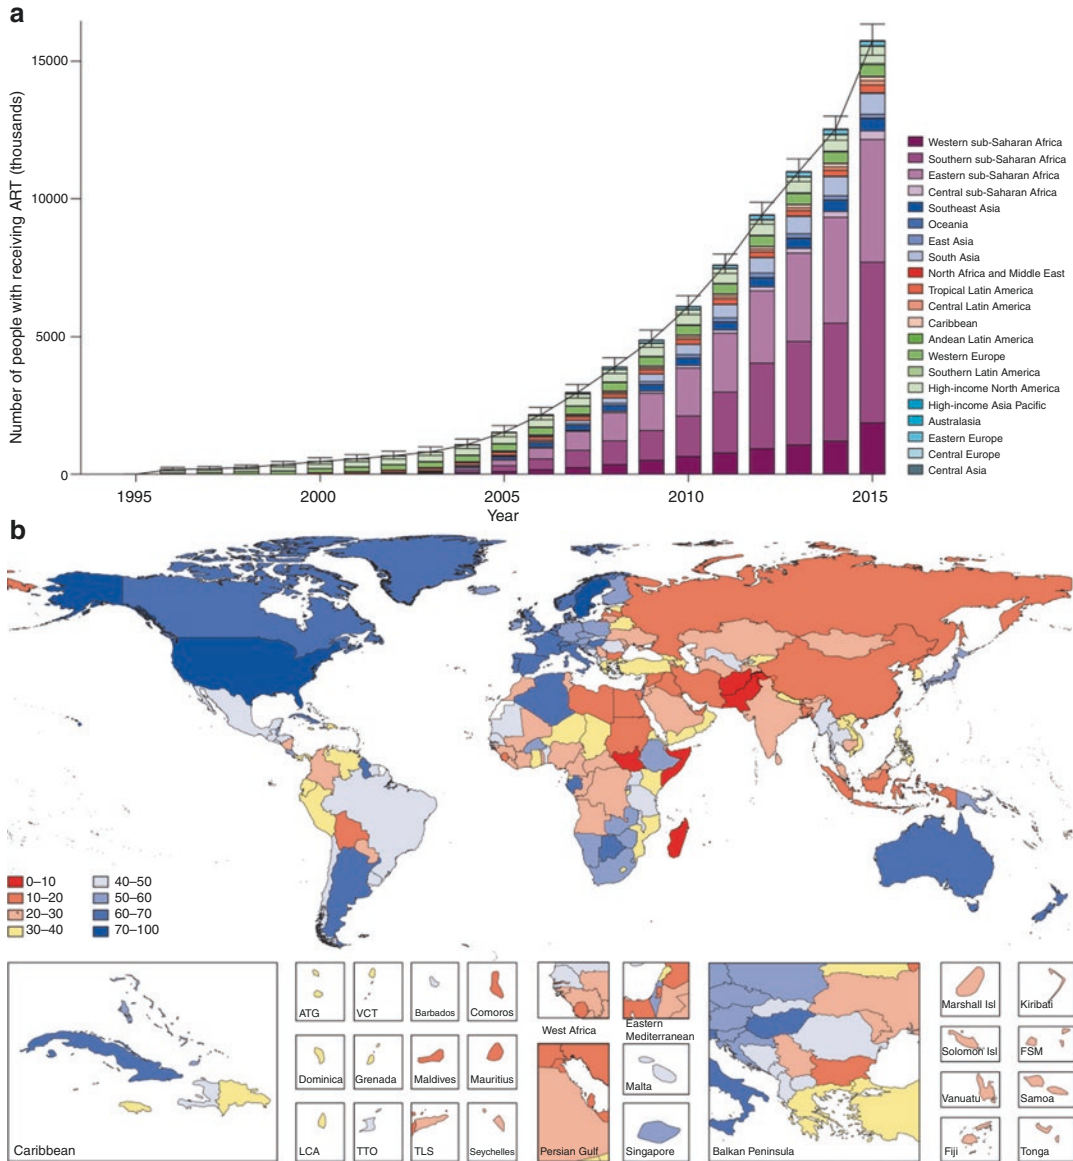 a
Number of people with receiving ART (thousands)
15000
10000
5000
0
1995
2000
2005
2010
2015
Year
Western sub-Saharan Africa
Southern sub-Saharan Africa
Eastern sub-Saharan Africa
Central sub-Saharan Africa
Southeast Asia
Oceania
East Asia
South Asia
North Africa and Middle East
Tropical Latin America
Central Latin America
Caribbean
Andean Latin America
Western Europe
Southern Latin America
High-income North America
High-income Asia Pacific
Australasia
Eastern Europe
Central Europe
Central Asia
b
0–10
10–20
20–30
30–40
40–50
50–60
60–70
70–100
Caribbean
ATG
VCT
Barbados
Comoros
Dominica
Grenada
Maldives
Mauritius
LCA
TTO
TLS
Seychelles
West Africa
Eastern
Mediterranean
Persian Gulf
Malta
Singapore
Balkan Peninsula
Marshall Isl
Kiribati
Solomon Isl
FSM
Vanuatu
Samoa
Fiji
Tonga